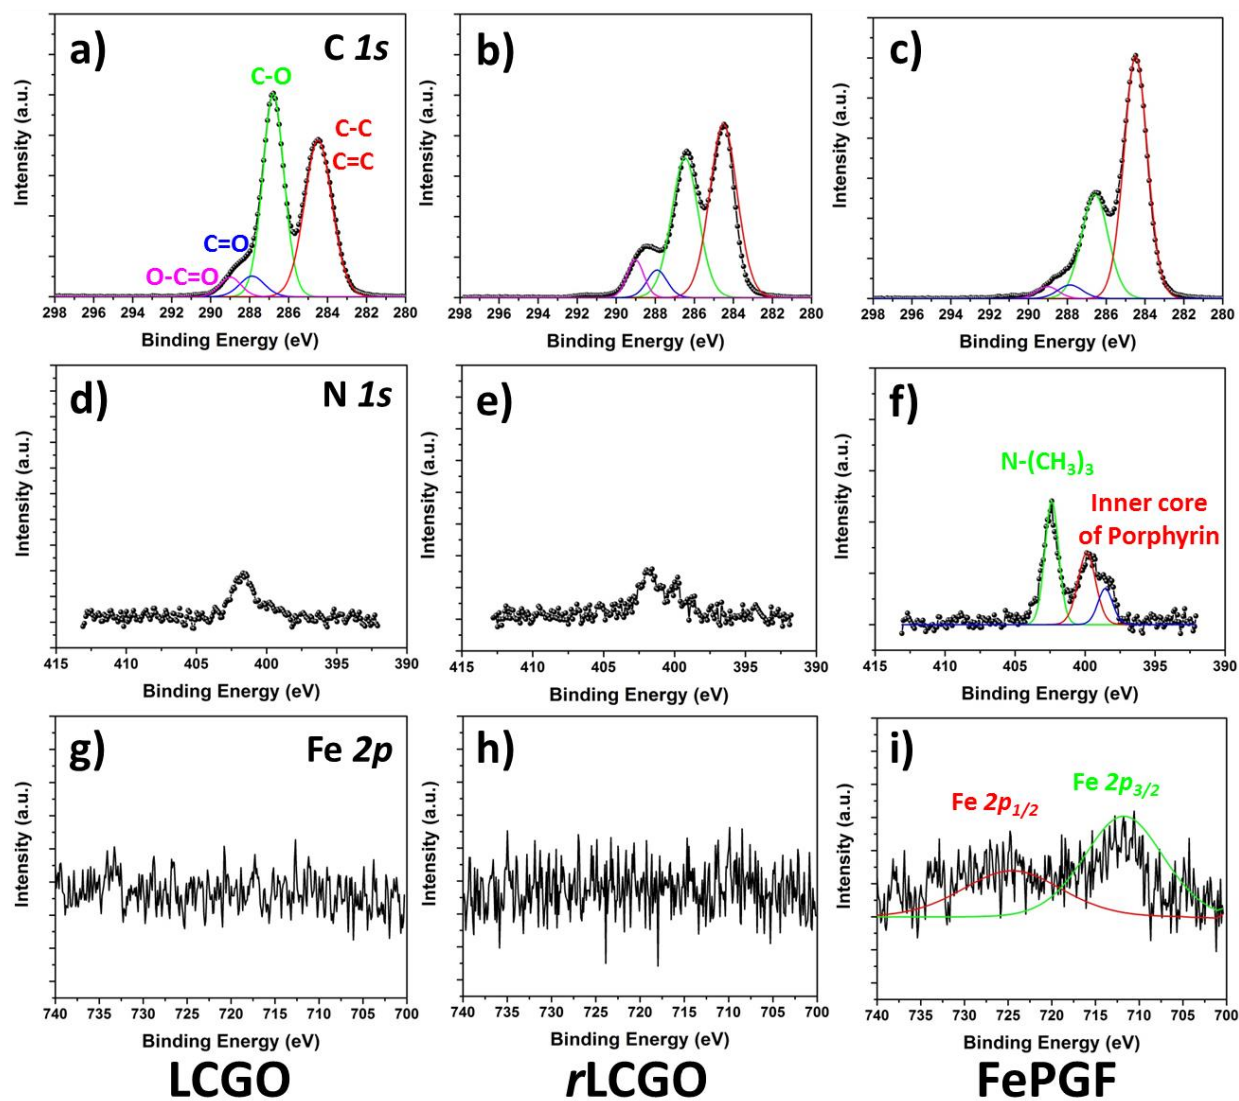 a)
C 1s
C-O
C-C
C=C
C=O
O-C=O
Intensity (a.u.)
298 296 294 292 290 288 286 284 282 280
Binding Energy (eV)
b)
Intensity (a.u.)
298 296 294 292 290 288 286 284 282 280
Binding Energy (eV)
c)
Intensity (a.u.)
298 296 294 292 290 288 286 284 282 280
Binding Energy (eV)
d)
N 1s
Intensity (a.u.)
415 410 405 400 395 390
Binding Energy (eV)
e)
Intensity (a.u.)
415 410 405 400 395 390
Binding Energy (eV)
f)
N-(CH3)3
Inner core
of Porphyrin
Intensity (a.u.)
415 410 405 400 395 390
Binding Energy (eV)
g)
Fe 2p
Intensity (a.u.)
740 735 730 725 720 715 710 705 700
Binding Energy (eV)
h)
Intensity (a.u.)
740 735 730 725 720 715 710 705 700
Binding Energy (eV)
i)
Fe 2p1/2
Fe 2p3/2
Intensity (a.u.)
740 735 730 725 720 715 710 705 700
Binding Energy (eV)
LCGO
rLCGO
FePGF